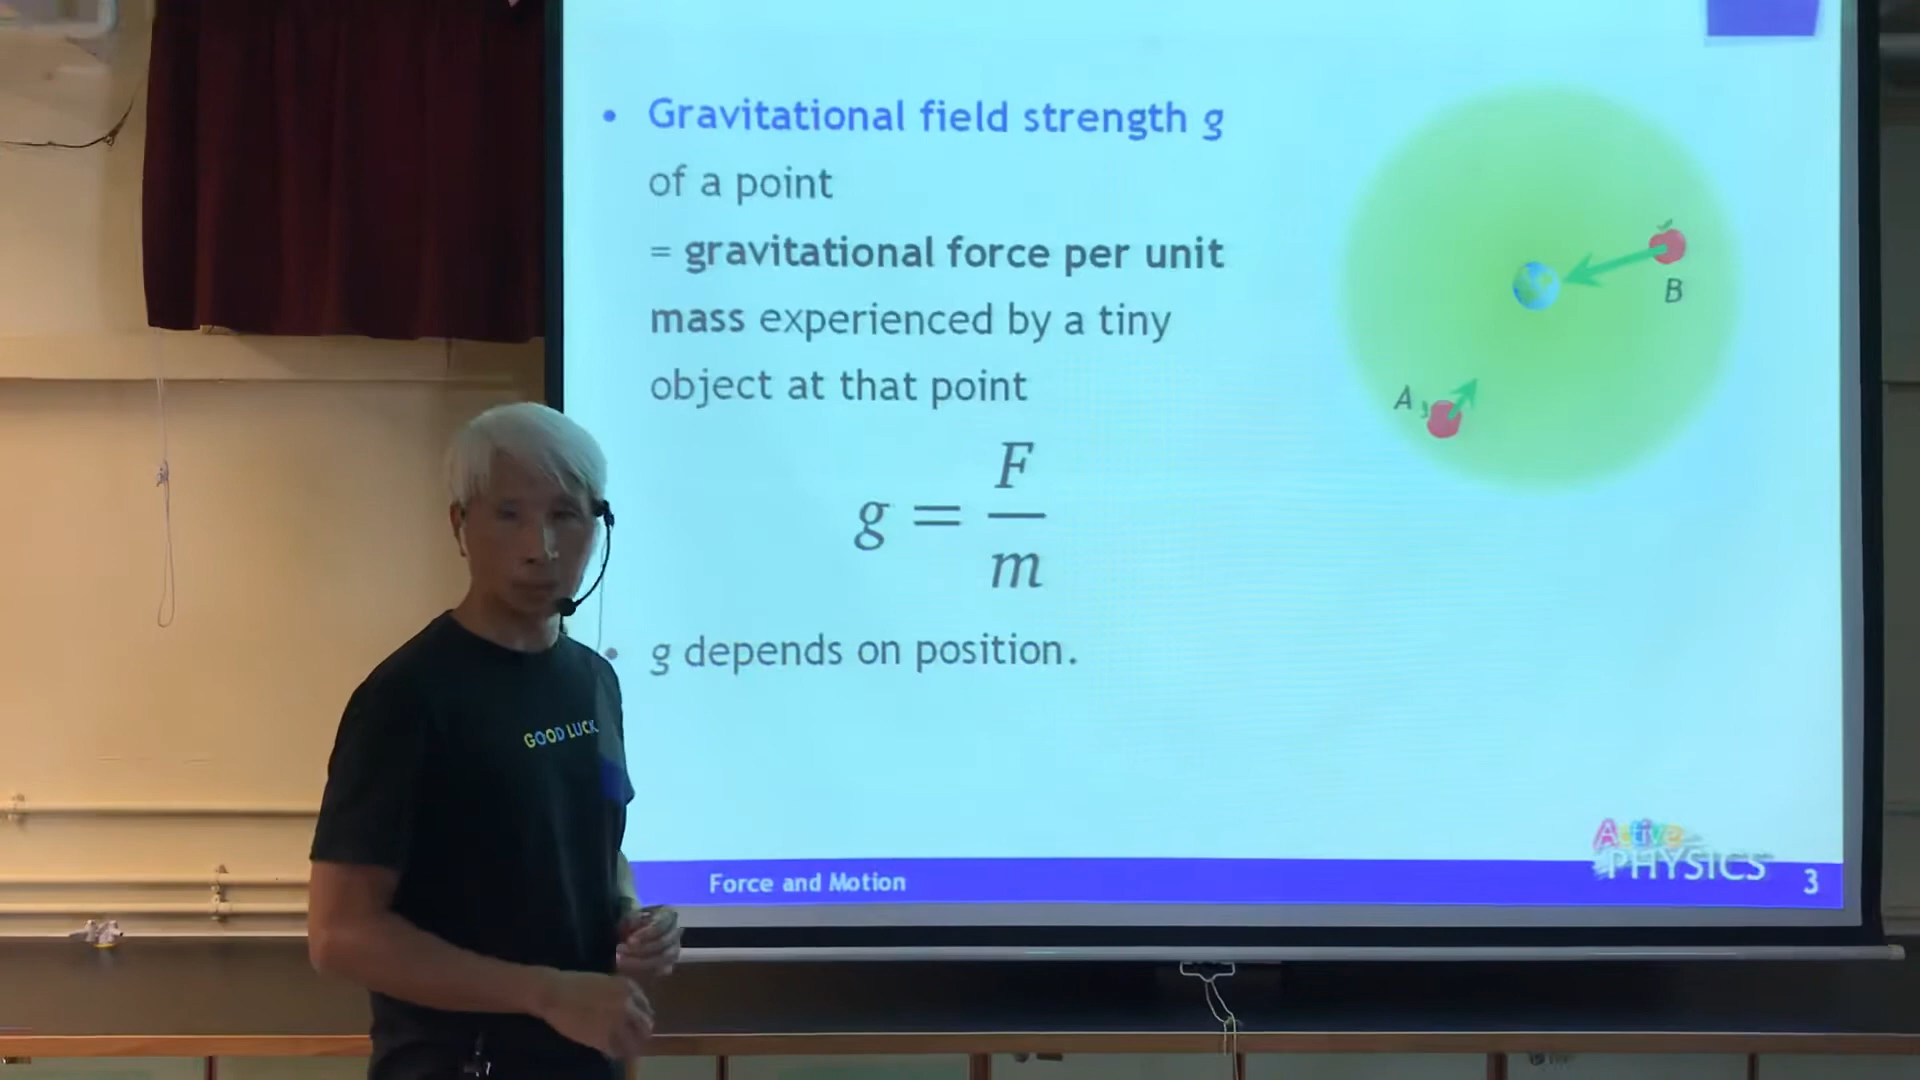 • Gravitational field strength g
of a point
= gravitational force per unit
mass experienced by a tiny
object at that point
g = F/m
• g depends on position.
B
A
GOOD LUCK
Force and Motion
Active
PHYSICS
3